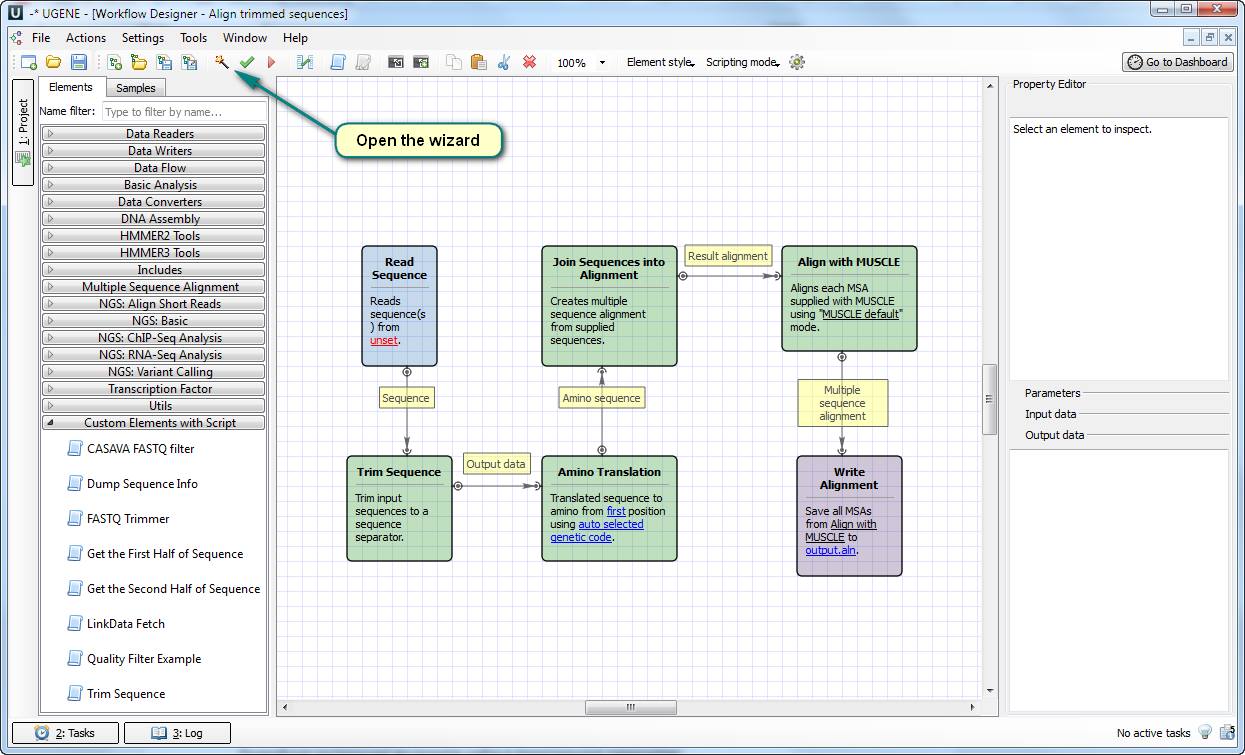 -* UGENE - [Workflow Designer - Align trimmed sequences]
File Actions Settings Tools Window Help
100% Element style Scripting mode Go to Dashboard
1: Project
Elements Samples
Name filter: Type to filter by name...
Data Readers
Data Writers
Data Flow
Basic Analysis
Data Converters
DNA Assembly
HMMER2 Tools
HMMER3 Tools
Includes
Multiple Sequence Alignment
NGS: Align Short Reads
NGS: Basic
NGS: ChIP-Seq Analysis
NGS: RNA-Seq Analysis
NGS: Variant Calling
Transcription Factor
Utils
Custom Elements with Script
CASAVA FASTQ filter
Dump Sequence Info
FASTQ Trimmer
Get the First Half of Sequence
Get the Second Half of Sequence
LinkData Fetch
Quality Filter Example
Trim Sequence
Open the wizard
Read
Sequence
Reads
sequence(s
) from
unset.
Sequence
Trim Sequence
Trim input
sequences to a
sequence
separator.
Output data
Amino Translation
Translated sequence to
amino from first position
using auto selected
genetic code.
Amino sequence
Join Sequences into
Alignment
Creates multiple
sequence alignment
from supplied
sequences.
Result alignment
Align with MUSCLE
Aligns each MSA
supplied with MUSCLE
using "MUSCLE default"
mode.
Multiple
sequence
alignment
Write
Alignment
Save all MSAs
from Align with
MUSCLE to
output.aln.
Property Editor
Select an element to inspect.
Parameters
Input data
Output data
2: Tasks 3: Log No active tasks 5